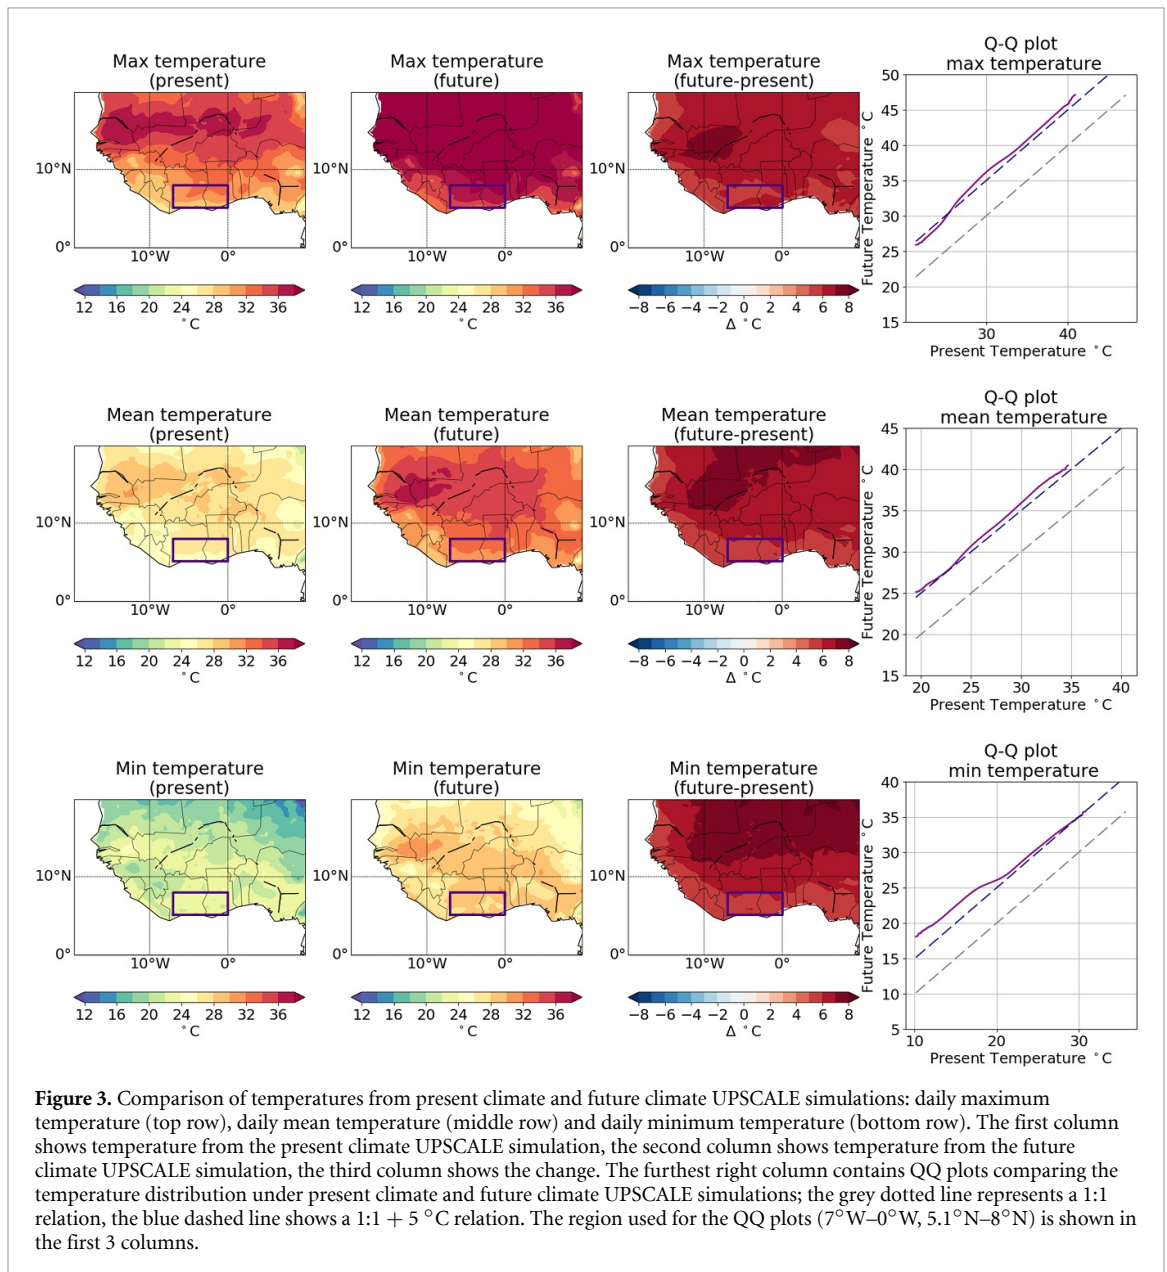 Max temperature
(present)
Max temperature
(future)
Max temperature
(future-present)
Q-Q plot
max temperature
10°N
0°
10°W 0°
10°N
0°
10°W 0°
10°N
0°
10°W 0°
50
45
40
35
30
25
20
15
Future Temperature °C
30 40
Present Temperature °C
12 16 20 24 28 32 36
°C
12 16 20 24 28 32 36
°C
−8 −6 −4 −2 0 2 4 6 8
Δ °C
Mean temperature
(present)
Mean temperature
(future)
Mean temperature
(future-present)
Q-Q plot
mean temperature
10°N
0°
10°W 0°
10°N
0°
10°W 0°
10°N
0°
10°W 0°
45
40
35
30
25
20
15
Future Temperature °C
20 25 30 35 40
Present Temperature °C
12 16 20 24 28 32 36
°C
12 16 20 24 28 32 36
°C
−8 −6 −4 −2 0 2 4 6 8
Δ °C
Min temperature
(present)
Min temperature
(future)
Min temperature
(future-present)
Q-Q plot
min temperature
10°N
0°
10°W 0°
10°N
0°
10°W 0°
10°N
0°
10°W 0°
40
35
30
25
20
15
10
5
Future Temperature °C
10 20 30
Present Temperature °C
12 16 20 24 28 32 36
°C
12 16 20 24 28 32 36
°C
−8 −6 −4 −2 0 2 4 6 8
Δ °C
Figure 3. Comparison of temperatures from present climate and future climate UPSCALE simulations: daily maximum
temperature (top row), daily mean temperature (middle row) and daily minimum temperature (bottom row). The first column
shows temperature from the present climate UPSCALE simulation, the second column shows temperature from the future
climate UPSCALE simulation, the third column shows the change. The furthest right column contains QQ plots comparing the
temperature distribution under present climate and future climate UPSCALE simulations; the grey dotted line represents a 1:1
relation, the blue dashed line shows a 1:1 + 5 °C relation. The region used for the QQ plots (7°W–0°W, 5.1°N–8°N) is shown in
the first 3 columns.